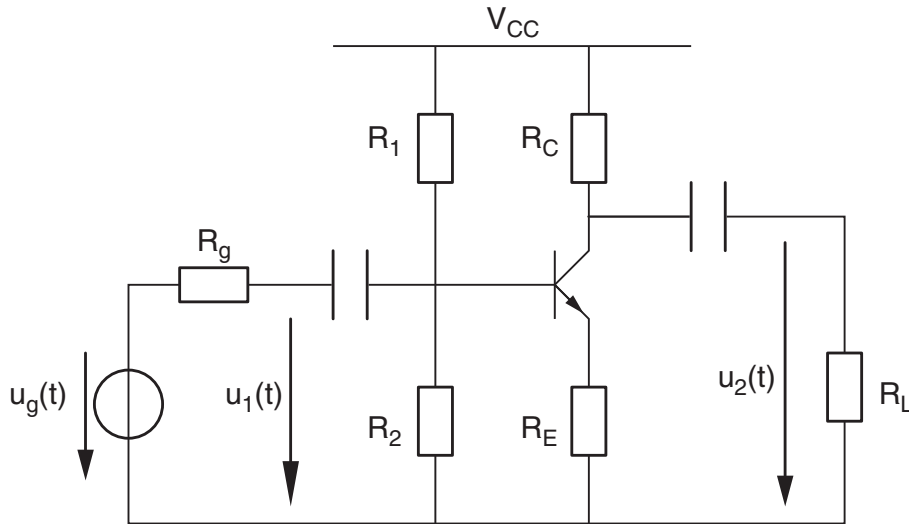 V_CC
R_1
R_C
R_g
u_g(t)
u_1(t)
R_2
R_E
u_2(t)
R_L